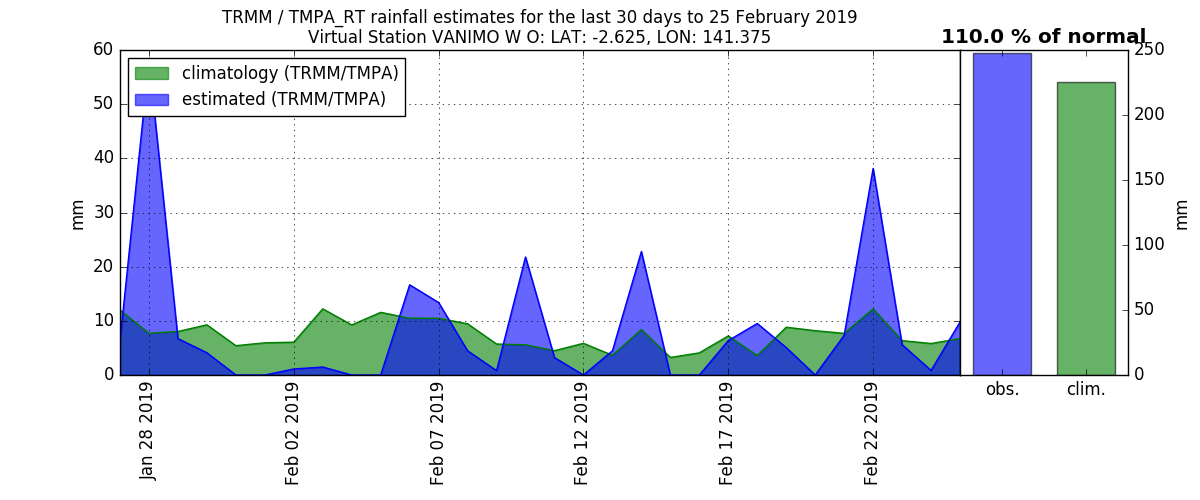 TRMM / TMPA_RT rainfall estimates for the last 30 days to 25 February 2019
Virtual Station VANIMO W O: LAT: -2.625, LON: 141.375
110.0 % of normal
climatology (TRMM/TMPA)
estimated (TRMM/TMPA)
60
50
40
30
20
10
0
mm
250
200
150
100
50
0
mm
obs.
clim.
Jan 28 2019
Feb 02 2019
Feb 07 2019
Feb 12 2019
Feb 17 2019
Feb 22 2019